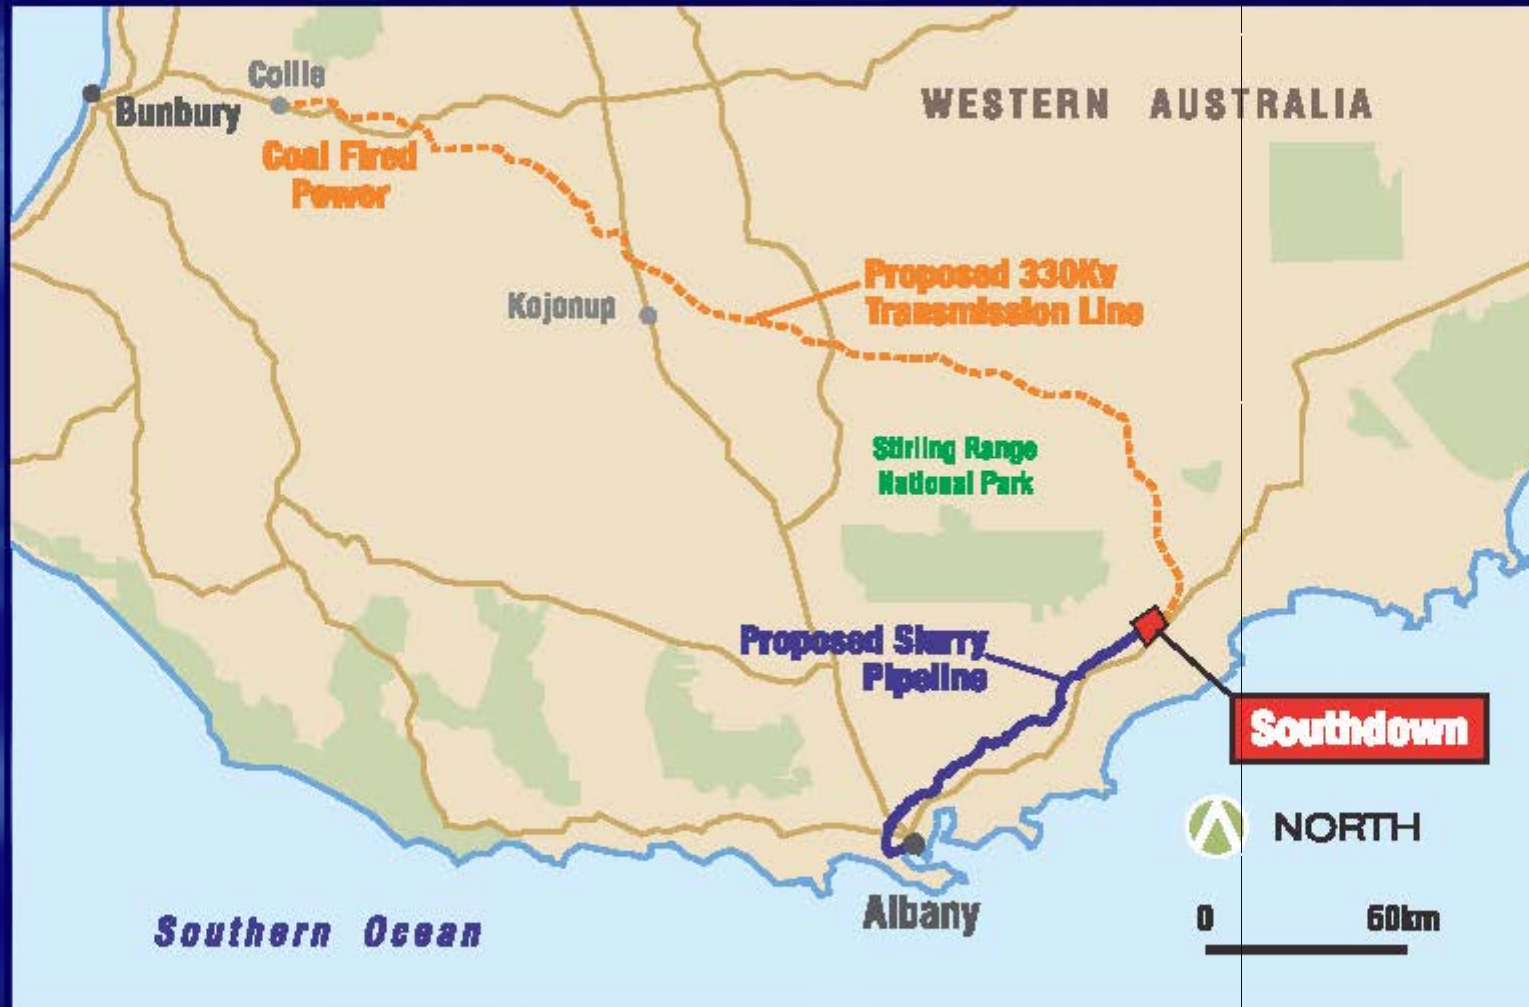 Collie
Bunbury
WESTERN AUSTRALIA
Coal Fired
Power
Proposed 330Kv
Transmission Line
Kojonup
Stirling Range
National Park
Proposed Slurry
Pipeline
Southdown
NORTH
Albany
0 60km
Southern Ocean